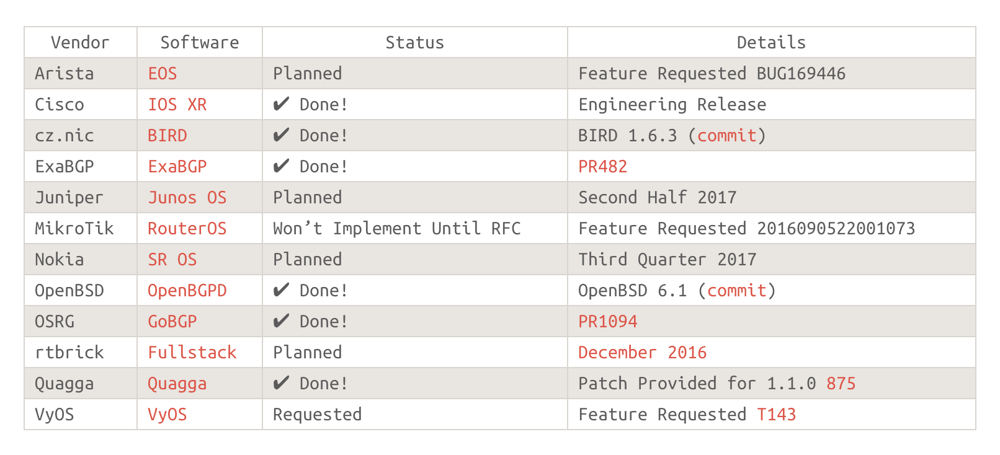 Vendor Software Status Details
Arista EOS Planned Feature Requested BUG169446
Cisco IOS XR ✔ Done! Engineering Release
cz.nic BIRD ✔ Done! BIRD 1.6.3 (commit)
ExaBGP ExaBGP ✔ Done! PR482
Juniper Junos OS Planned Second Half 2017
MikroTik RouterOS Won’t Implement Until RFC Feature Requested 2016090522001073
Nokia SR OS Planned Third Quarter 2017
OpenBSD OpenBGPD ✔ Done! OpenBSD 6.1 (commit)
OSRG GoBGP ✔ Done! PR1094
rtbrick Fullstack Planned December 2016
Quagga Quagga ✔ Done! Patch Provided for 1.1.0 875
VyOS VyOS Requested Feature Requested T143